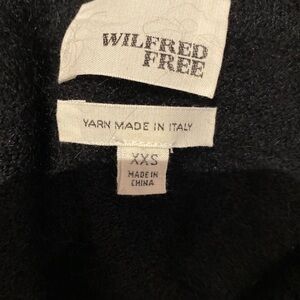 WILFRED
FREE
YARN MADE IN ITALY
XXS
MADE IN
CHINA